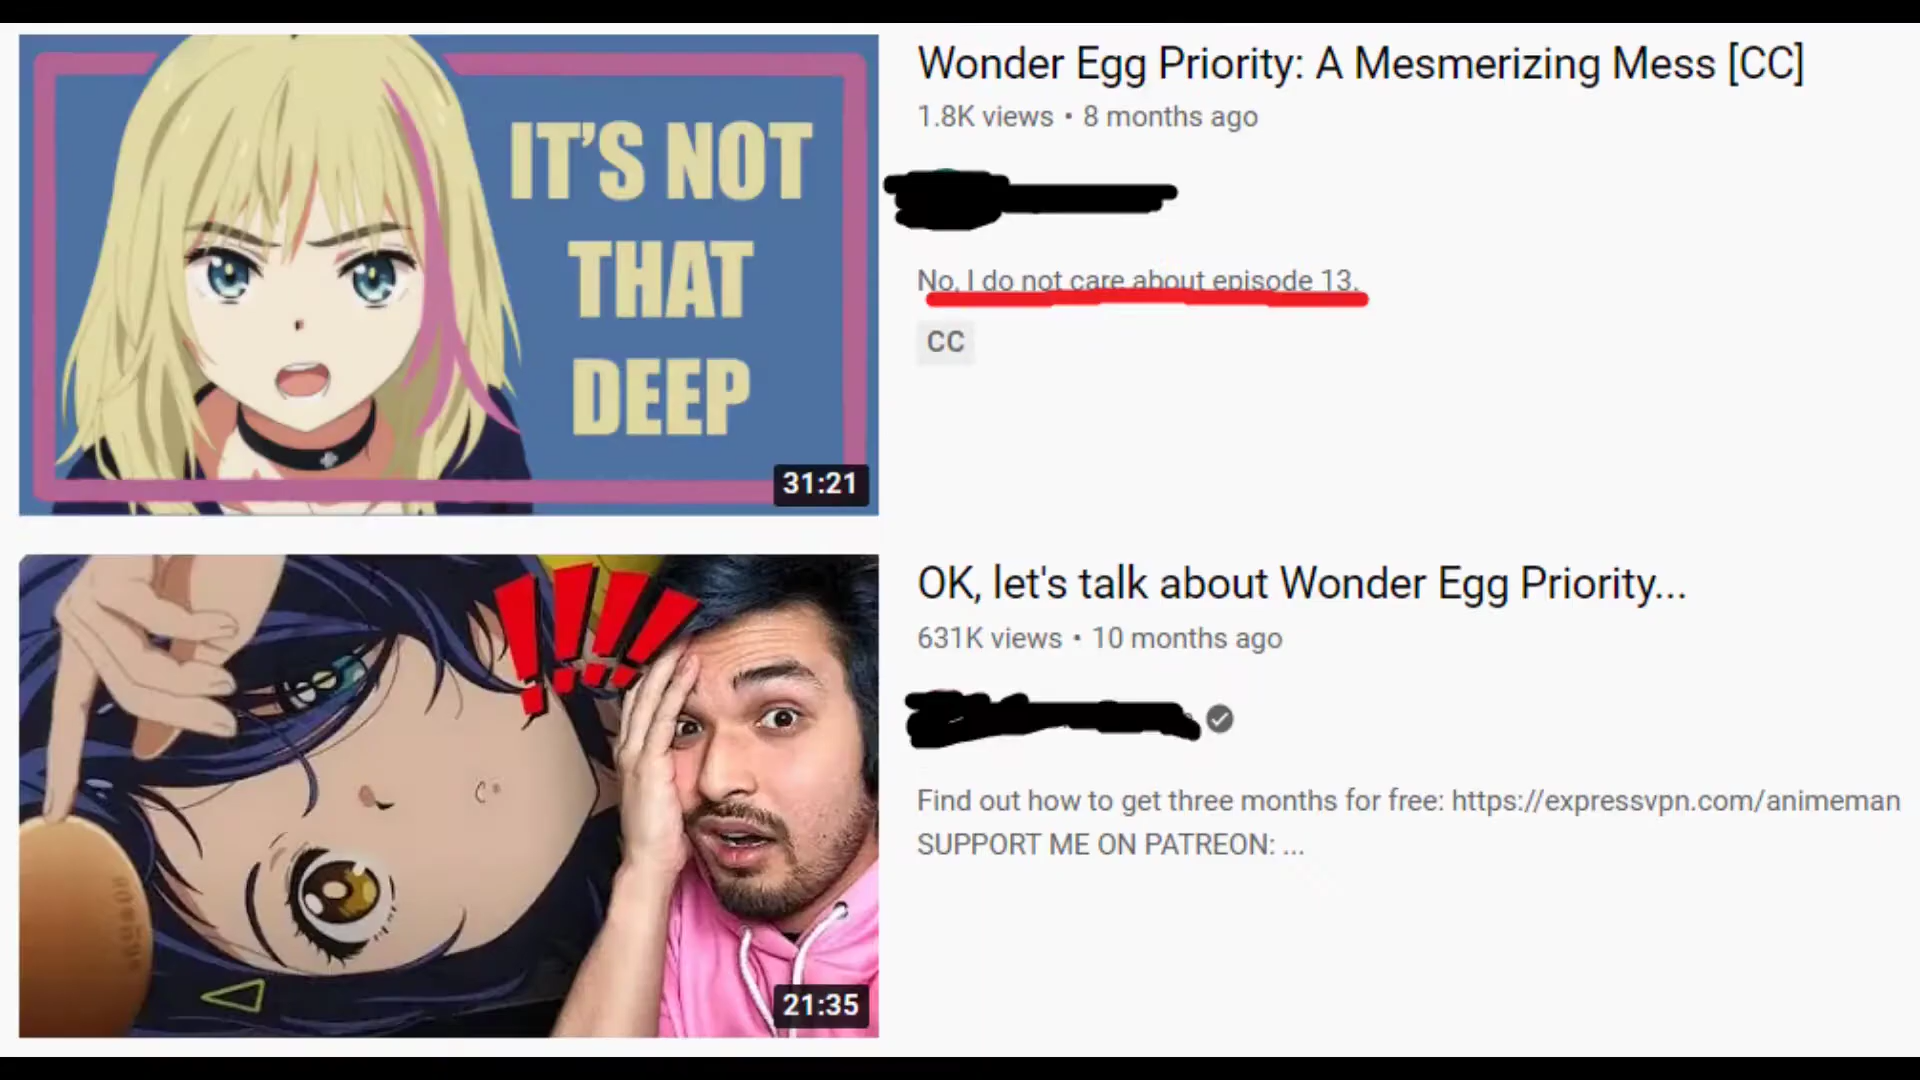 IT'S NOT
THAT
DEEP
31:21
Wonder Egg Priority: A Mesmerizing Mess [CC]
1.8K views • 8 months ago
No, I do not care about episode 13.
CC
21:35
OK, let's talk about Wonder Egg Priority...
631K views • 10 months ago
Find out how to get three months for free: https://expressvpn.com/animeman
SUPPORT ME ON PATREON: ...